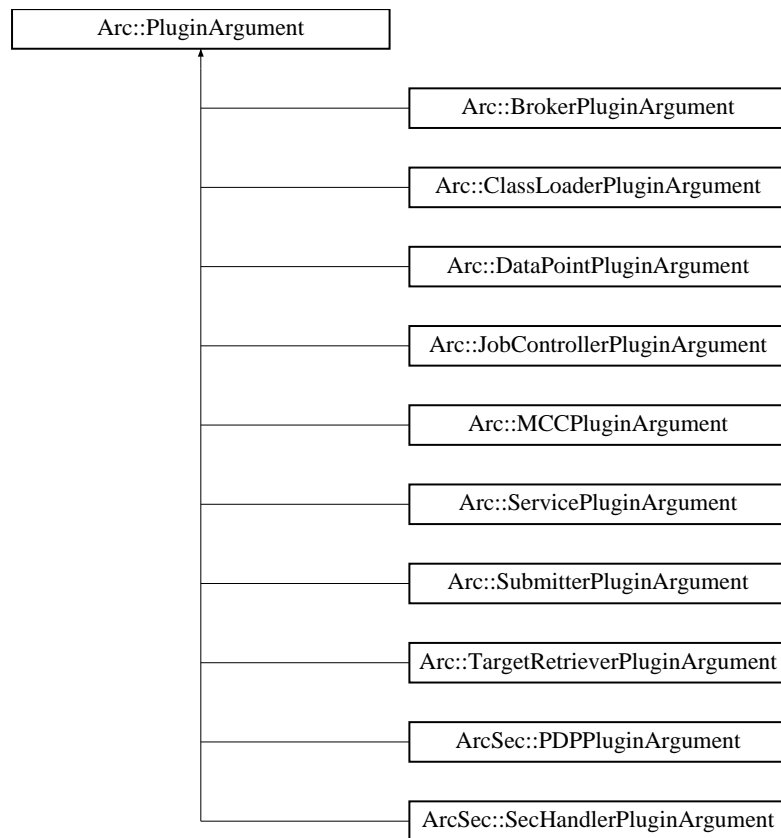 Arc::PluginArgument
Arc::BrokerPluginArgument
Arc::ClassLoaderPluginArgument
Arc::DataPointPluginArgument
Arc::JobControllerPluginArgument
Arc::MCCPluginArgument
Arc::ServicePluginArgument
Arc::SubmitterPluginArgument
Arc::TargetRetrieverPluginArgument
ArcSec::PDPPluginArgument
ArcSec::SecHandlerPluginArgument